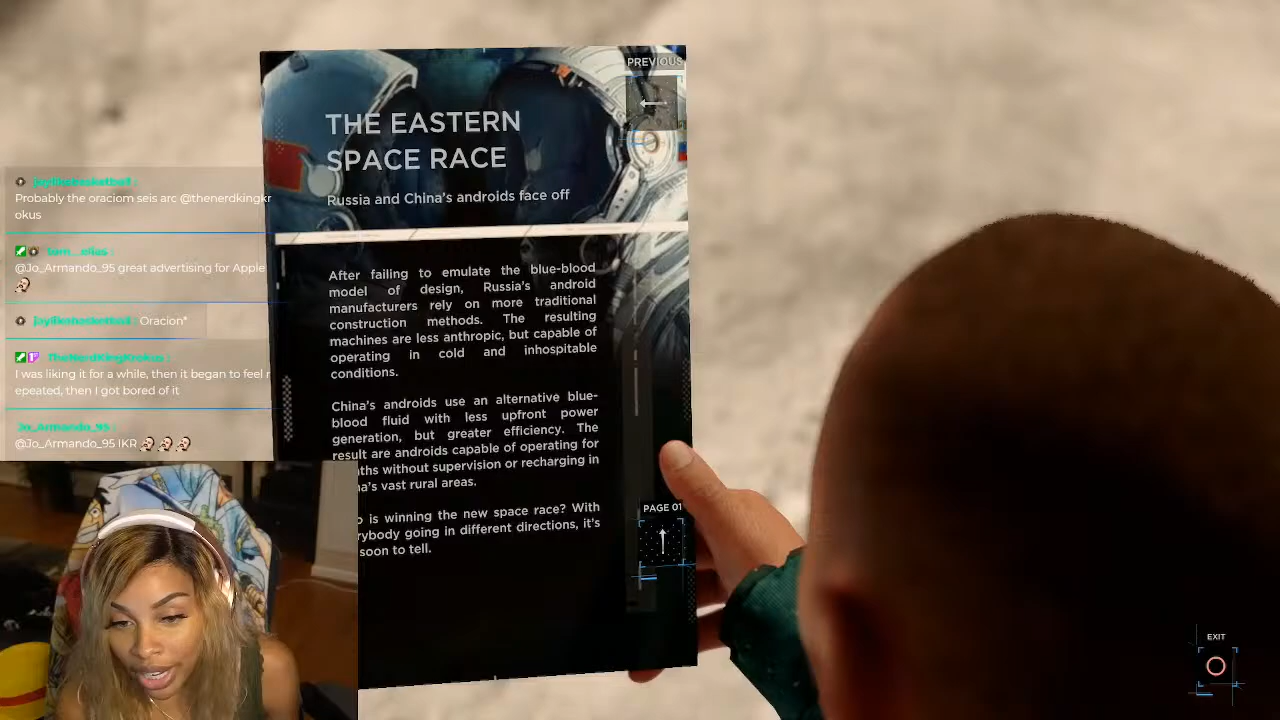 PREVIOUS
THE EASTERN
SPACE RACE
Russia and China's androids face off
After failing to emulate the blue-blood
model of design, Russia's android
manufacturers rely on more traditional
construction methods. The resulting
machines are less anthropic, but capable of
operating in cold and inhospitable
conditions.
China's androids use an alternative blue-
blood fluid with less upfront power
generation, but greater efficiency. The
result are androids capable of operating for
without supervision or recharging in
vast rural areas.
is winning the new space race? With
going in different directions, it's
soon to tell.
PAGE 01
EXIT
Probably the oraciom seis arc @thenerdkingkr
okus
@Jo_Armando_95 great advertising for Apple
Oracion*
TheNerdKingKrokus :
I was liking it for a while, then it began to feel r
epeated, then I got bored of it
Jo_Armando_95 :
@Jo_Armando_95 IKR